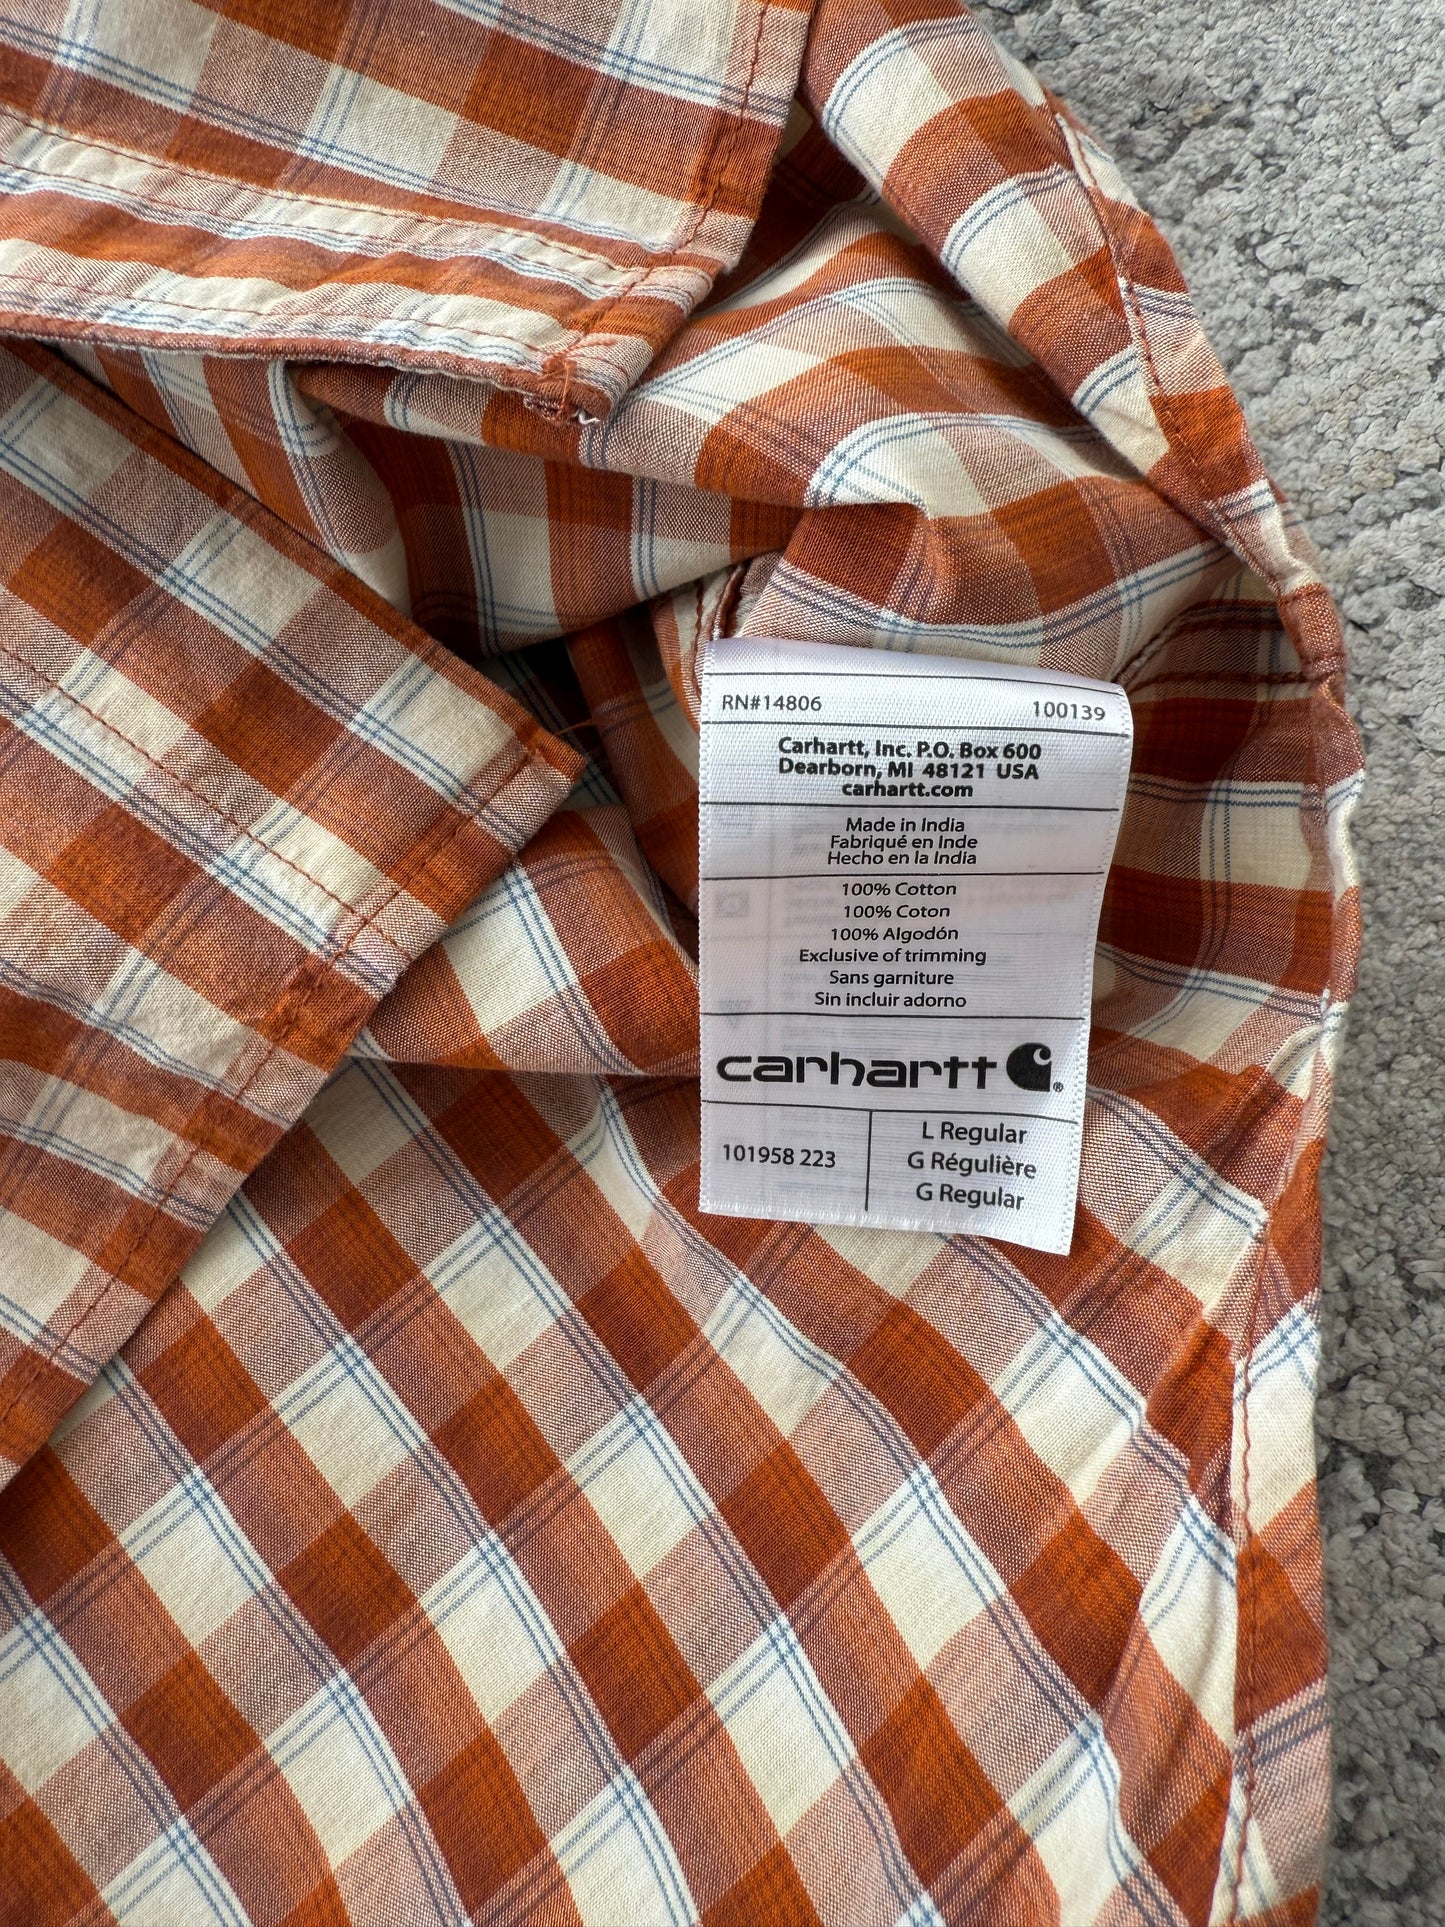 RN#14806 100139
Carhartt, Inc. P.O. Box 600
Dearborn, MI 48121 USA
carhartt.com
Made in India
Fabriqué en Inde
Hecho en la India
100% Cotton
100% Coton
100% Algodón
Exclusive of trimming
Sans garniture
Sin incluir adorno
carhartt ®
101958 223
L Regular
G Régulière
G Regular